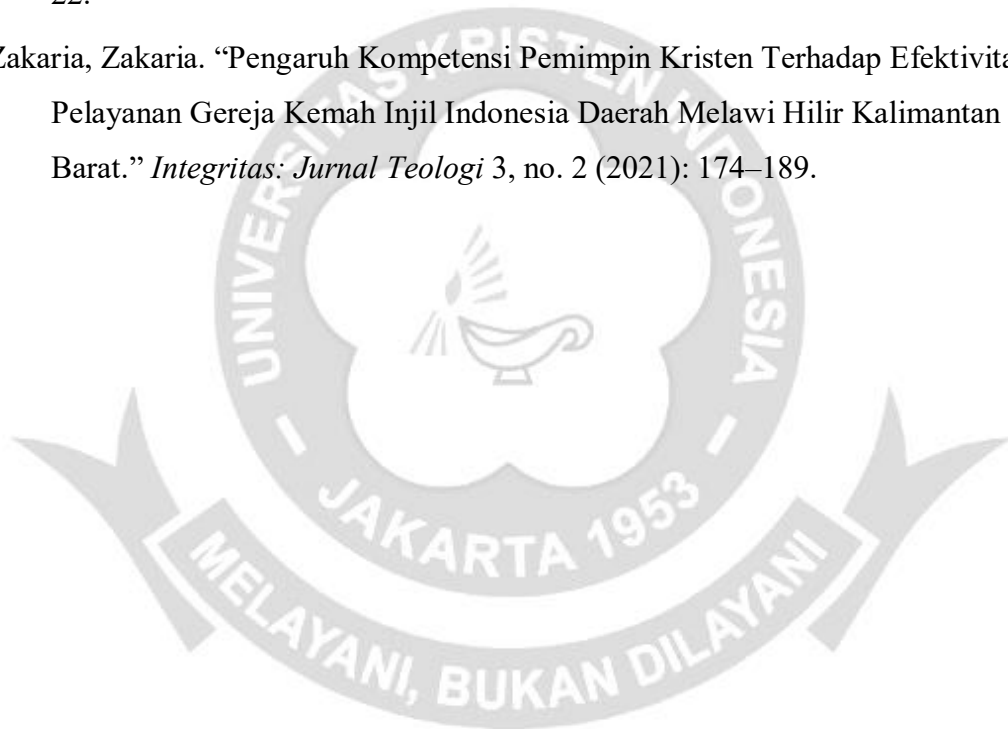 22.
Zakaria, Zakaria. “Pengaruh Kompetensi Pemimpin Kristen Terhadap Efektivita
Pelayanan Gereja Kemah Injil Indonesia Daerah Melawi Hilir Kalimantan
Barat.” Integritas: Jurnal Teologi 3, no. 2 (2021): 174–189.
UNIVERSITAS KRISTEN INDONESIA
- JAKARTA 1953 -
MELAYANI, BUKAN DILAYANI